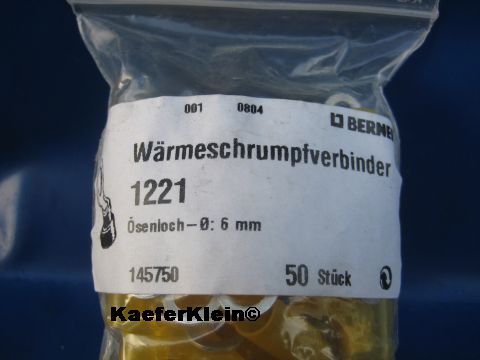 001 0804
BERNER
Wärmeschrumpfverbinder
1221
Ösenloch-Ø: 6 mm
145750 50 Stück
KaeferKlein©